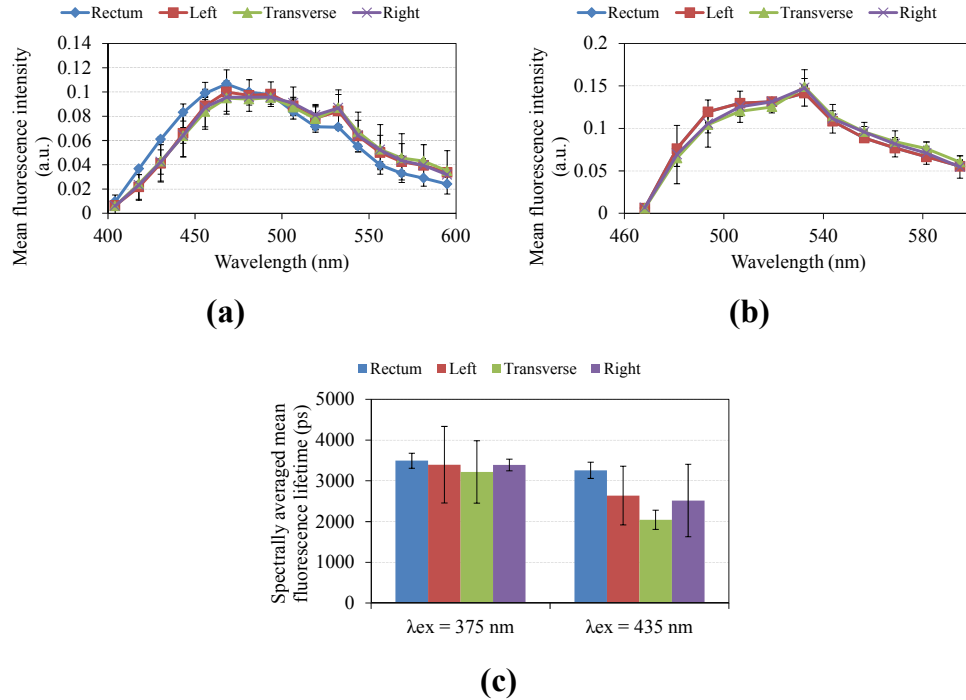 Rectum Left Transverse Right
Mean fluorescence intensity
(a.u.)
0.14
0.12
0.1
0.08
0.06
0.04
0.02
0
400 450 500 550 600
Wavelength (nm)
(a)
Rectum Left Transverse Right
Mean fluorescence intensity
(a.u.)
0.2
0.15
0.1
0.05
0
460 500 540 580
Wavelength (nm)
(b)
Rectum Left Transverse Right
Spectrally averaged mean
fluorescence lifetime (ps)
5000
4000
3000
2000
1000
0
λex = 375 nm λex = 435 nm
(c)